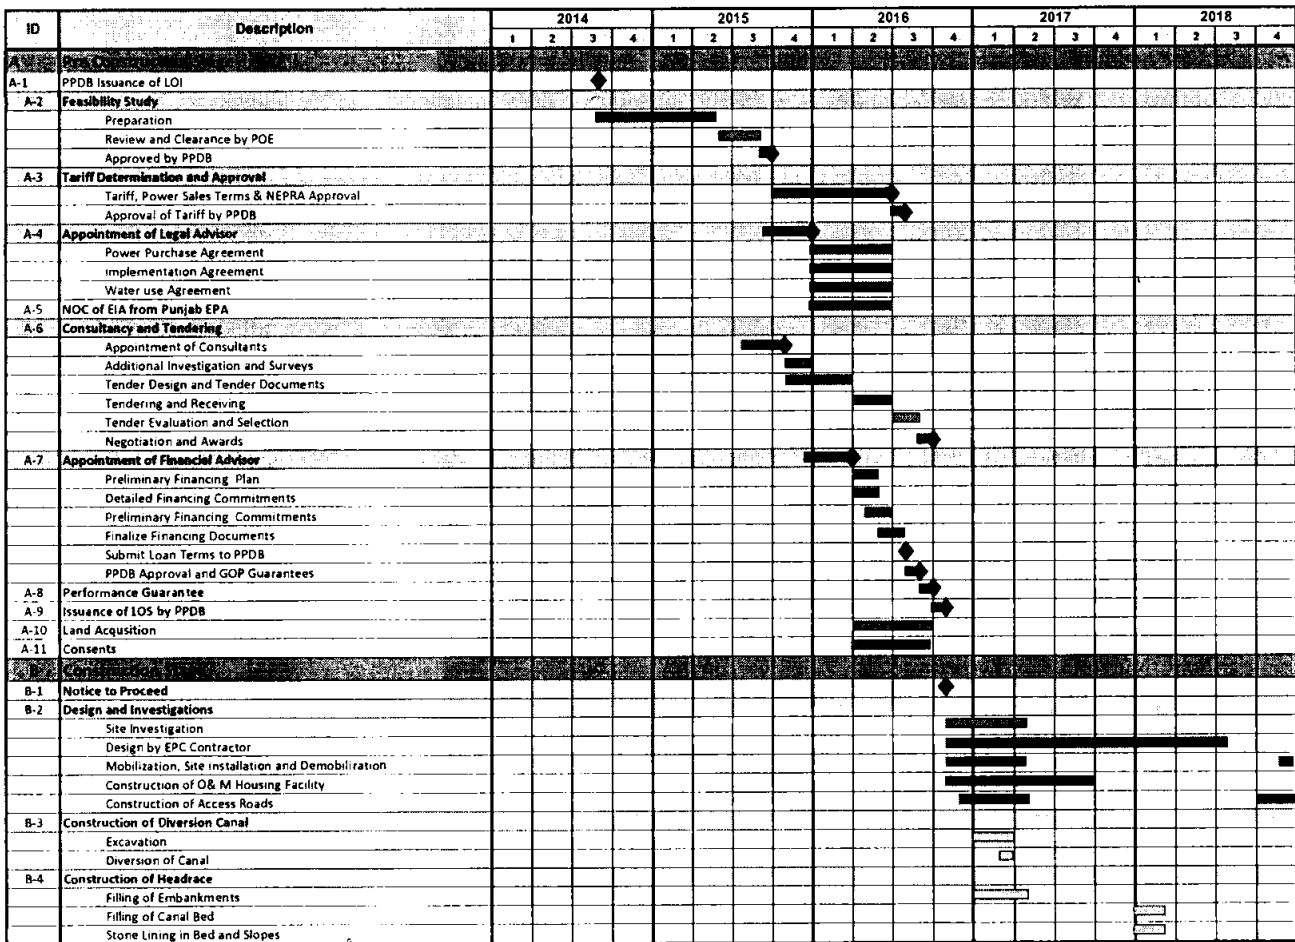 ID Description 2014 2015 2016 2017 2018
1 2 3 4 1 2 3 4 1 2 3 4 1 2 3 4 1 2 3 4
A Pre Construction
A-1 PPDB Issuance of LOI
A-2 Feasibility Study
Preparation
Review and Clearance by POE
Approved by PPDB
A-3 Tariff Determination and Approval
Tariff, Power Sales Terms & NEPRA Approval
Approval of Tariff by PPDB
A-4 Appointment of Legal Advisor
Power Purchase Agreement
Implementation Agreement
Water use Agreement
A-5 NOC of EIA from Punjab EPA
A-6 Consultancy and Tendering
Appointment of Consultants
Additional Investigation and Surveys
Tender Design and Tender Documents
Tendering and Receiving
Tender Evaluation and Selection
Negotiation and Awards
A-7 Appointment of Financial Advisor
Preliminary Financing Plan
Detailed Financing Commitments
Preliminary Financing Commitments
Finalize Financing Documents
Submit Loan Terms to PPDB
PPDB Approval and GOP Guarantees
A-8 Performance Guarantee
A-9 Issuance of LOS by PPDB
A-10 Land Acqusition
A-11 Consents
B Construction
B-1 Notice to Proceed
B-2 Design and Investigations
Site Investigation
Design by EPC Contractor
Mobilization, Site Installation and Demobilization
Construction of O& M Housing Facility
Construction of Access Roads
B-3 Construction of Diversion Canal
Excavation
Diversion of Canal
B-4 Construction of Headrace
Filling of Embankments
Filling of Canal Bed
Stone Lining in Bed and Slopes